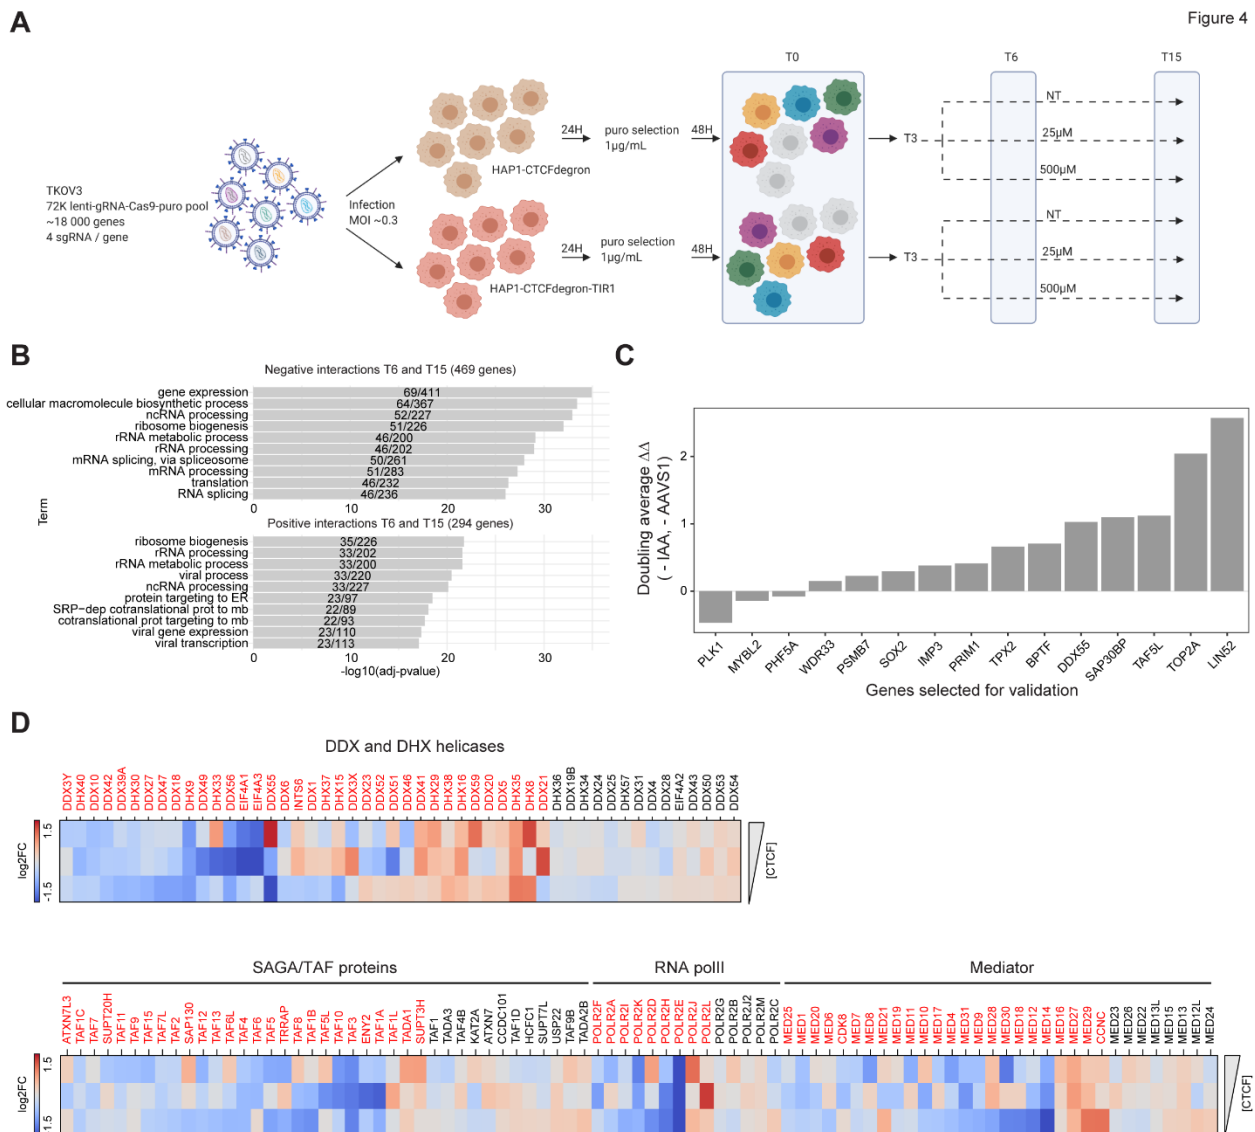 Figure 4
A
T0
T6
T15
TKOV3
72K lenti-gRNA-Cas9-puro pool
~18 000 genes
4 sgRNA / gene
Infection
MOI ~0.3
HAP1-CTCFdegron
24H
puro selection
1µg/mL
48H
T3
NT
25µM
500µM
HAP1-CTCFdegron-TIR1
24H
puro selection
1µg/mL
48H
T3
NT
25µM
500µM
B
Negative interactions T6 and T15 (469 genes)
gene expression 69/411
cellular macromolecule biosynthetic process 64/367
ncRNA processing 52/227
ribosome biogenesis 51/226
rRNA metabolic process 46/200
rRNA processing 46/202
mRNA splicing, via spliceosome 50/261
mRNA processing 51/283
translation 46/232
RNA splicing 46/236
0 10 20 30
Term
Positive interactions T6 and T15 (294 genes)
ribosome biogenesis 35/226
rRNA processing 33/202
rRNA metabolic process 33/200
viral process 33/220
ncRNA processing 33/227
protein targeting to ER 23/97
SRP-dep cotranslational prot to mb 22/89
cotranslational prot targeting to mb 22/93
viral gene expression 23/110
viral transcription 23/113
0 10 20 30
-log10(adj-pvalue)
C
Doubling average ΔΔ
( - IAA, - AAVS1)
2
1
0
PLK1 MYBL2 PHF5A WDR33 PSMB7 SOX2 IMP3 PRIM1 TPX2 BPTF DDX55 SAP30BP TAF5L TOP2A LIN52
Genes selected for validation
D
DDX and DHX helicases
DDX3Y DHX40 DDX10 DDX42 DDX39A DHX30 DDX27 DDX47 DDX18 DHX9 DDX49 DHX33 DDX56 EIF4A1 EIF4A3 DDX55 DDX6 INTS6 DDX1 DHX37 DHX15 DDX3X DDX23 DDX52 DDX51 DDX46 DDX41 DHX29 DHX38 DHX16 DDX59 DDX20 DDX5 DHX35 DHX8 DDX21 DHX36 DDX19B DHX34 DDX24 DDX25 DHX57 DDX31 DDX4 DDX28 EIF4A2 DDX43 DDX50 DDX53 DDX54
log2FC
1.5
-1.5
[CTCF]
SAGA/TAF proteins
RNA polII
Mediator
ATXN7L3 TAF1C TAF7 SUPT20H TAF11 TAF9 TAF15 TAF7L TAF2 SAP130 TAF12 TAF13 TAF6L TAF4 TAF6 TAF5 TRRAP TAF8 TAF1B TAF5L TAF10 TAF3 ENY2 TAF1A TAF1L TADA1 SUPT3H TAF1 TADA3 TAF4B KAT2A ATXN7 CCDC101 TAF1D HCFC1 SUPT7L USP22 TAF9B TADA2B POLR2F POLR2A POLR2I POLR2K POLR2D POLR2H POLR2E POLR2J POLR2L POLR2G POLR2B POLR2J2 POLR2M POLR2C MED25 MED1 MED20 MED6 CDK8 MED7 MED8 MED21 MED19 MED11 MED10 MED17 MED4 MED31 MED9 MED28 MED30 MED18 MED12 MED14 MED16 MED27 MED29 CCNC MED23 MED26 MED22 MED13L MED15 MED13 MED12L MED24
log2FC
1.5
-1.5
[CTCF]